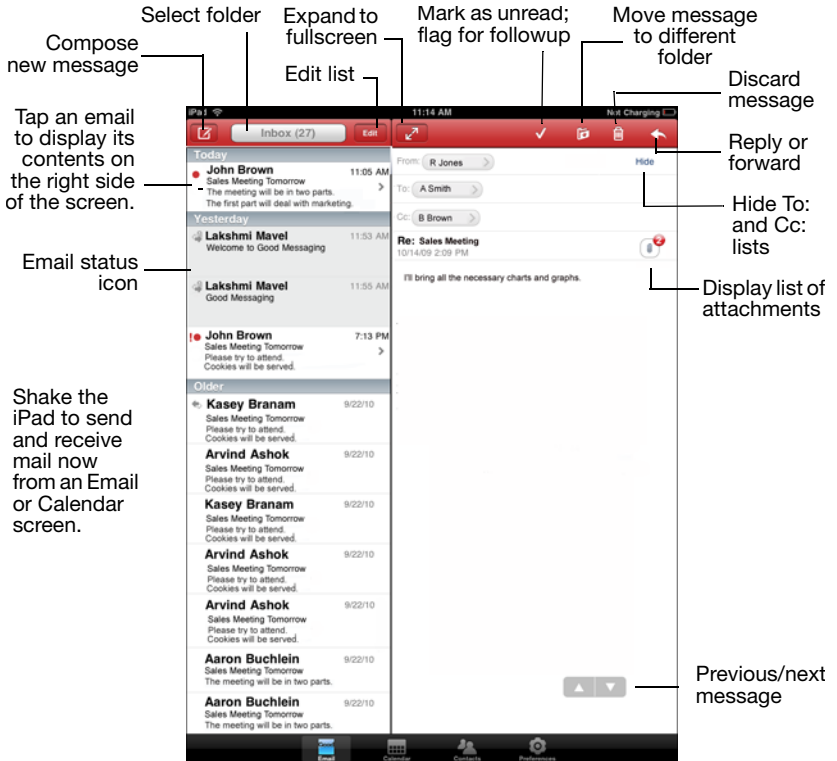 Select folder
Expand to
fullscreen
Mark as unread;
flag for followup
Move message
to different
folder
Compose
new message
Edit list
Discard
message
Tap an email
to display its
contents on
the right side
of the screen.
Reply or
forward
Hide To:
and Cc:
lists
Email status
icon
Display list of
attachments
Shake the
iPad to send
and receive
mail now
from an Email
or Calendar
screen.
Previous/next
message
iPad
11:14 AM
Not Charging
Inbox (27)
Edit
Today
John Brown 11:05 AM
Sales Meeting Tomorrow
The meeting will be in two parts.
The first part will deal with marketing.
Yesterday
Lakshmi Mavel 11:53 AM
Welcome to Good Messaging
Lakshmi Mavel 11:55 AM
Good Messaging
John Brown 7:13 PM
Sales Meeting Tomorrow
Please try to attend.
Cookies will be served.
Older
Kasey Branam 9/22/10
Sales Meeting Tomorrow
Please try to attend.
Cookies will be served.
Arvind Ashok 9/22/10
Sales Meeting Tomorrow
Please try to attend.
Cookies will be served.
Kasey Branam 9/22/10
Sales Meeting Tomorrow
Please try to attend.
Cookies will be served.
Arvind Ashok 9/22/10
Sales Meeting Tomorrow
Please try to attend.
Cookies will be served.
Arvind Ashok 9/22/10
Sales Meeting Tomorrow
Please try to attend.
Cookies will be served.
Aaron Buchlein 9/22/10
Sales Meeting Tomorrow
The meeting will be in two parts.
Aaron Buchlein 9/22/10
Sales Meeting Tomorrow
The meeting will be in two parts.
From: R Jones
Hide
To: A Smith
Cc: B Brown
Re: Sales Meeting
10/14/09 2:09 PM
2
I'll bring all the necessary charts and graphs.
Email
Calendar
Contacts
Preferences